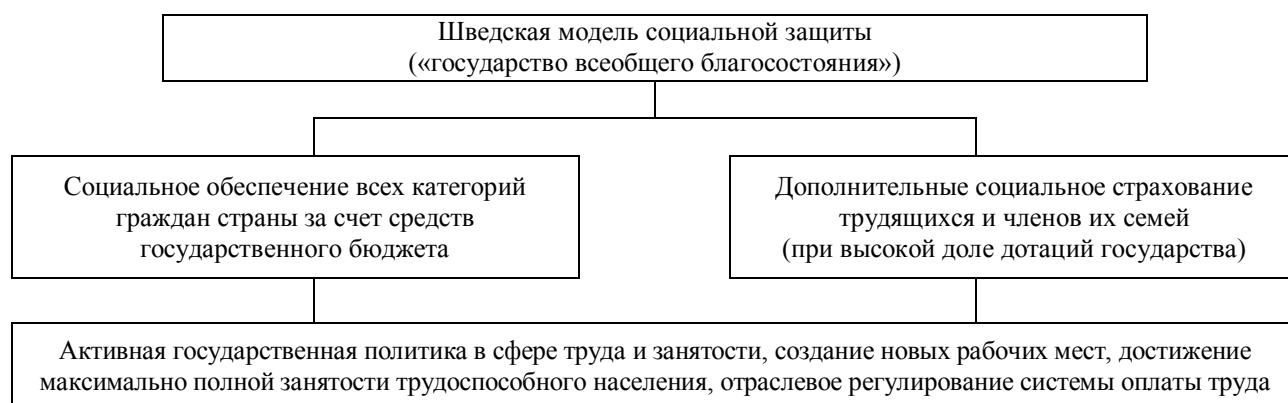 Шведская модель социальной защиты
(«государство всеобщего благосостояния»)
Социальное обеспечение всех категорий
граждан страны за счет средств
государственного бюджета
Дополнительные социальное страхование
трудящихся и членов их семей
(при высокой доле дотаций государства)
Активная государственная политика в сфере труда и занятости, создание новых рабочих мест, достижение
максимально полной занятости трудоспособного населения, отраслевое регулирование системы оплаты труда